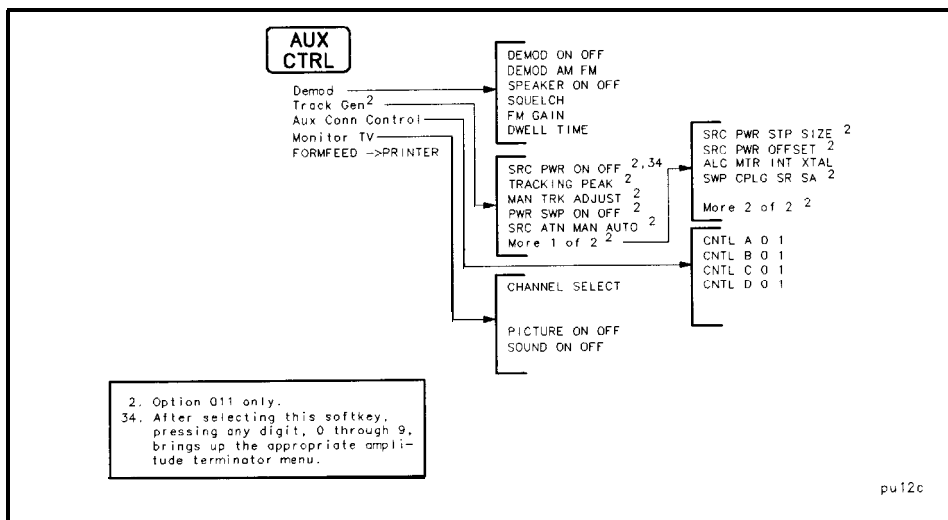 AUX
CTRL
Demod
Track Gen2
Aux Conn Control
Monitor TV
FORMFEED ->PRINTER
DEMOD ON OFF
DEMOD AM FM
SPEAKER ON OFF
SQUELCH
FM GAIN
DWELL TIME
SRC PWR ON OFF 2,34
TRACKING PEAK 2
MAN TRK ADJUST 2
PWR SWP ON OFF 2
SRC ATN MAN AUTO 2
More 1 of 2 2
SRC PWR STP SIZE 2
SRC PWR OFFSET 2
ALC MTR INT XTAL
SWP CPLG SR SA 2
More 2 of 2 2
CNTL A 0 1
CNTL B 0 1
CNTL C 0 1
CNTL D 0 1
CHANNEL SELECT
PICTURE ON OFF
SOUND ON OFF
2. Option 011 only.
34. After selecting this softkey,
pressing any digit, 0 through 9,
brings up the appropriate ampli-
tude terminator menu.
pu12c